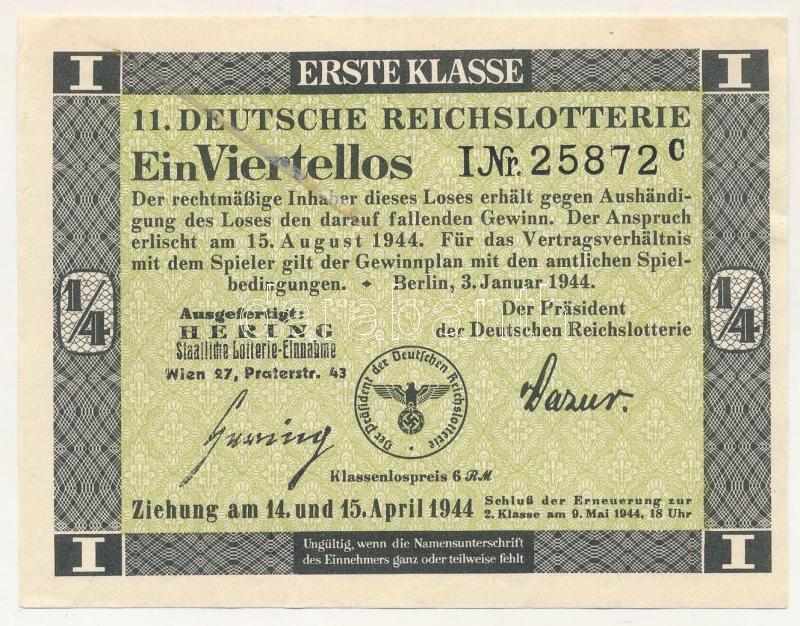 I ERSTE KLASSE I
11. DEUTSCHE REICHSLOTTERIE
Ein Viertellos I Nr. 25872 C
Der rechtmäßige Inhaber dieses Loses erhält gegen Aushändi-
gung des Loses den darauf fallenden Gewinn. Der Anspruch
erlischt am 15. August 1944. Für das Vertragsverhältnis
mit dem Spieler gilt der Gewinnplan mit den amtlichen Spiel-
bedingungen. ◆ Berlin, 3. Januar 1944.
1/4
1/4
Ausgefertigt:
HERING
Staatliche Lotterie-Einnahme
Wien 27, Praterstr. 43
Der Präsident
der Deutschen Reichslotterie
darabanth
Der Präsident der Deutschen Reichslotterie
Hering
Dazur.
Klassenlospreis 6 RM
Ziehung am 14. und 15. April 1944
Schluß der Erneuerung zur
2. Klasse am 9. Mai 1944, 18 Uhr
I Ungültig, wenn die Namensunterschrift I
des Einnehmers ganz oder teilweise fehlt